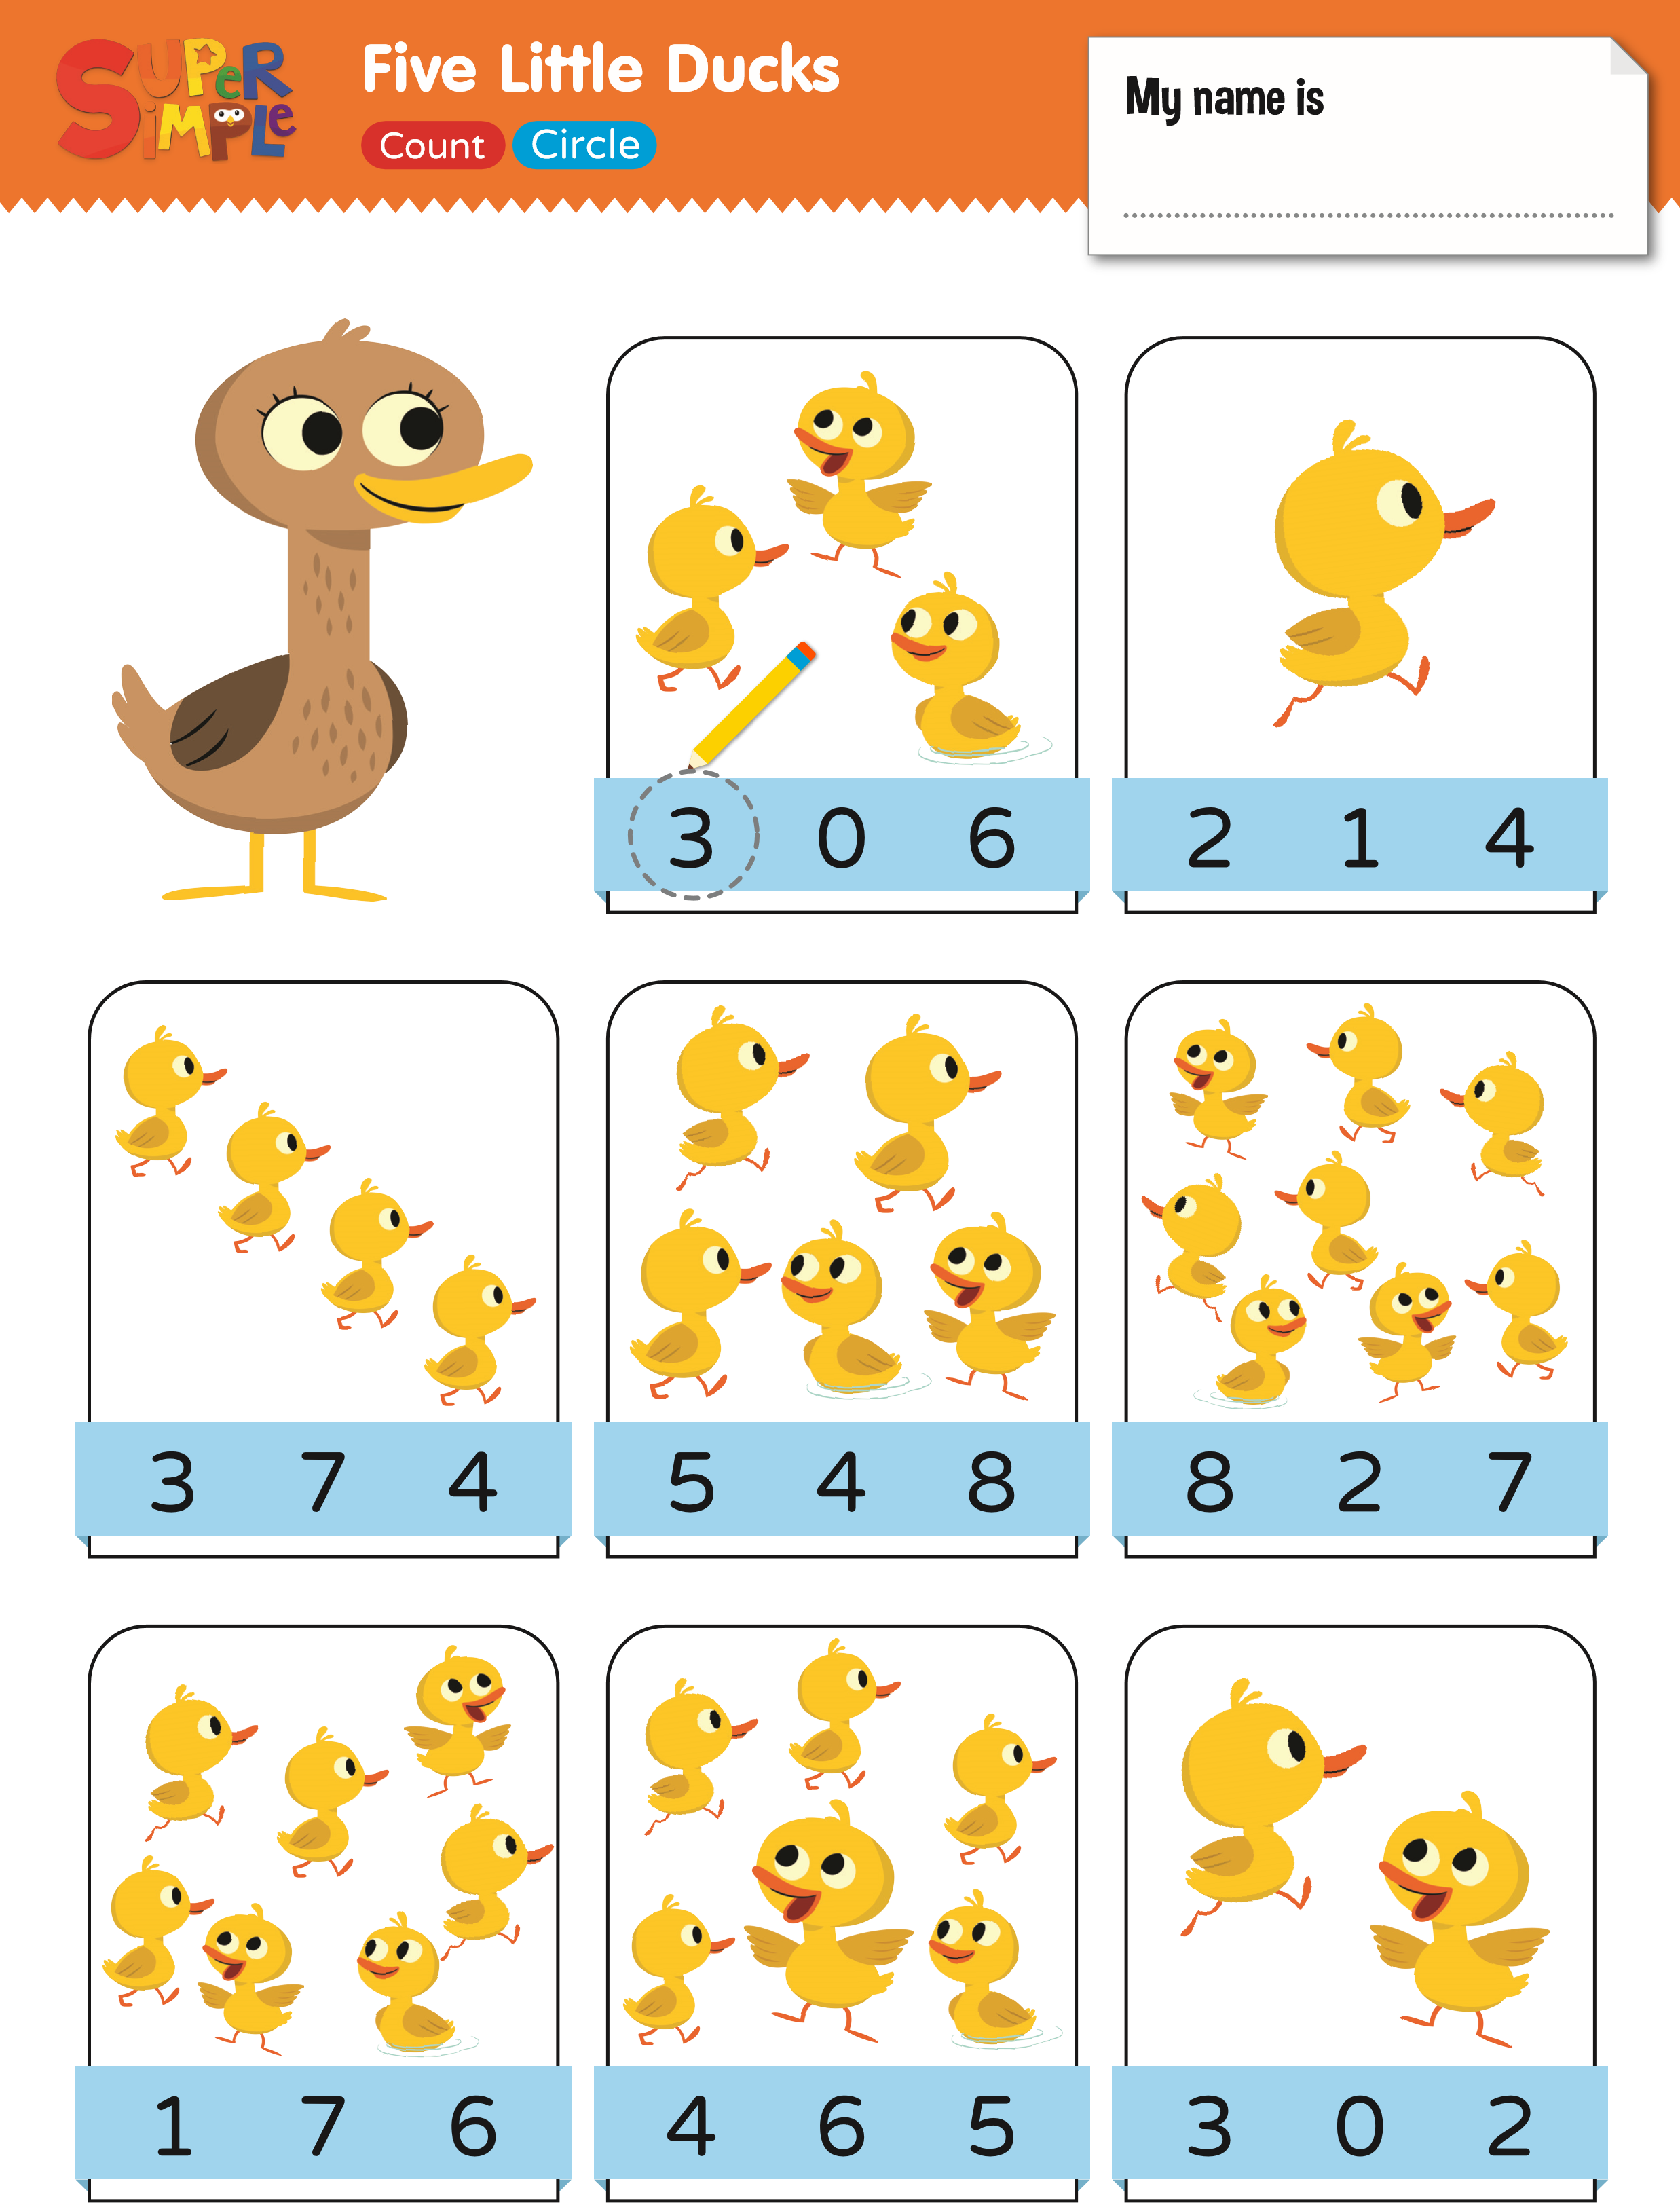 SUPER
SiMPLe
Five Little Ducks
Count Circle
My name is
3 0 6
2 1 4
3 7 4
5 4 8
8 2 7
1 7 6
4 6 5
3 0 2